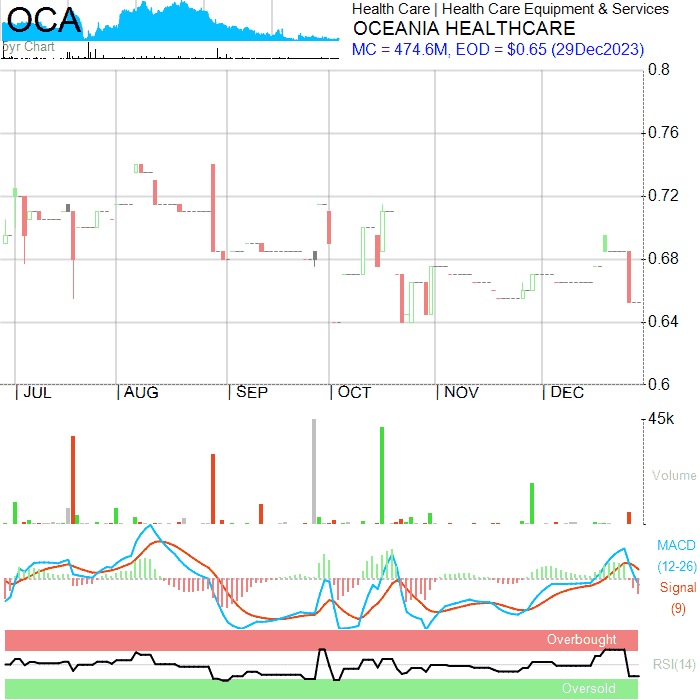 OCA
5yr Chart
Health Care | Health Care Equipment & Services
OCEANIA HEALTHCARE
MC = 474.6M, EOD = $0.65 (29Dec2023)
0.8
0.76
0.72
0.68
0.64
0.6
| JUL | AUG | SEP | OCT | NOV | DEC
45k
Volume
MACD
(12-26)
Signal
(9)
Overbought
RSI(14)
Oversold